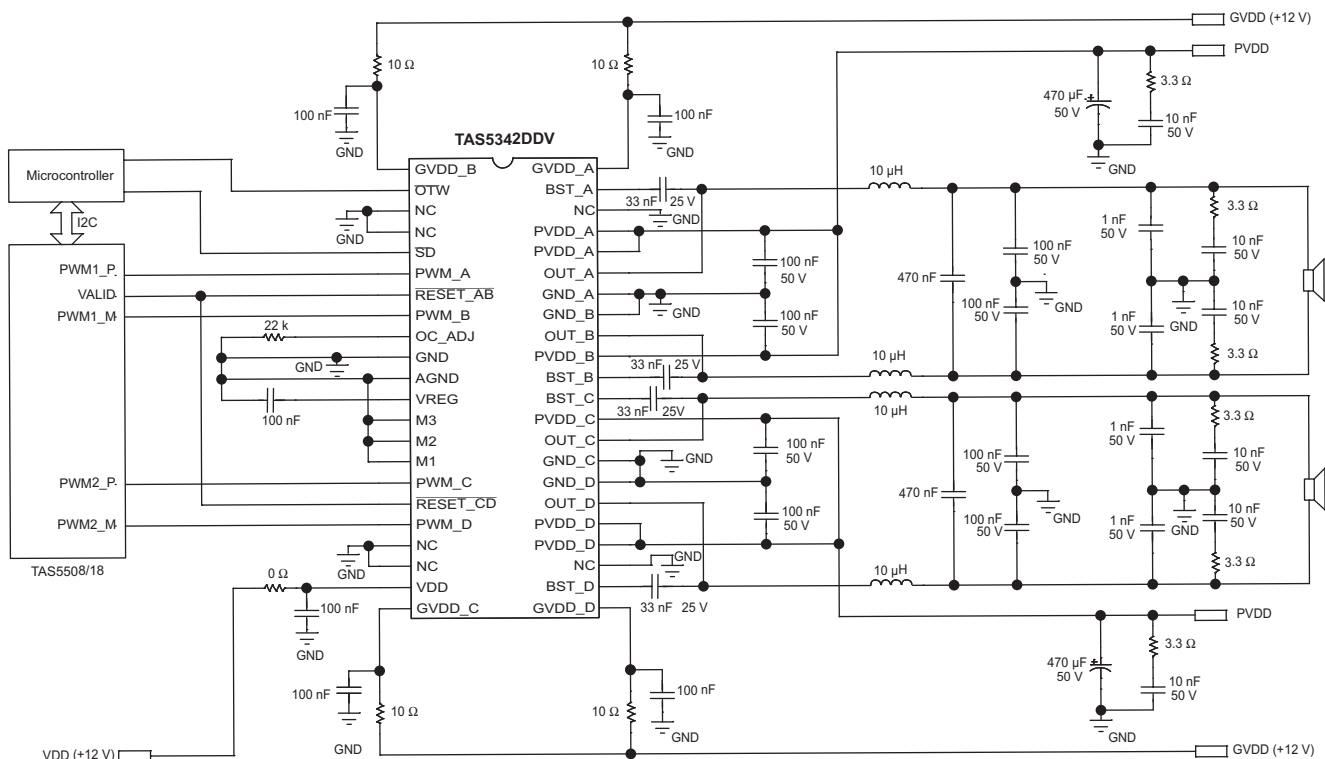 GVDD (+12 V)
PVDD
10 Ω
10 Ω
3.3 Ω
470 µF
50 V
10 nF
50 V
100 nF
GND
100 nF
GND
GND
TAS5342DDV
Microcontroller
I2C
TAS5508/18
PWM1_P
VALID
PWM1_M
PWM2_P
PWM2_M
GVDD_B
OTW
NC
NC
SD
PWM_A
RESET_AB
PWM_B
OC_ADJ
GND
AGND
VREG
M3
M2
M1
PWM_C
RESET_CD
PWM_D
NC
NC
VDD
GVDD_C
GVDD_A
BST_A
NC
PVDD_A
PVDD_A
OUT_A
GND_A
GND_B
OUT_B
PVDD_B
BST_B
BST_C
PVDD_C
OUT_C
GND_C
GND_D
OUT_D
PVDD_D
PVDD_D
NC
BST_D
GVDD_D
GND
22 k
GND
100 nF
GND
0 Ω
100 nF
GND
33 nF 25 V
GND
100 nF
50 V
GND
100 nF
50 V
33 nF 25 V
33 nF 25V
GND
100 nF
50 V
100 nF
50 V
GND
33 nF 25 V
10 µH
470 nF
100 nF
50 V
GND
100 nF
50 V
1 nF
50 V
3.3 Ω
10 nF
50 V
GND
1 nF
50 V
10 nF
50 V
3.3 Ω
10 µH
10 µH
470 nF
100 nF
50 V
GND
100 nF
50 V
1 nF
50 V
3.3 Ω
10 nF
50 V
GND
1 nF
50 V
10 nF
50 V
3.3 Ω
10 µH
PVDD
3.3 Ω
470 µF
50 V
10 nF
50 V
GND
100 nF
10 Ω
GND
10 Ω
100 nF
GND
VDD (+12 V)
GVDD (+12 V)